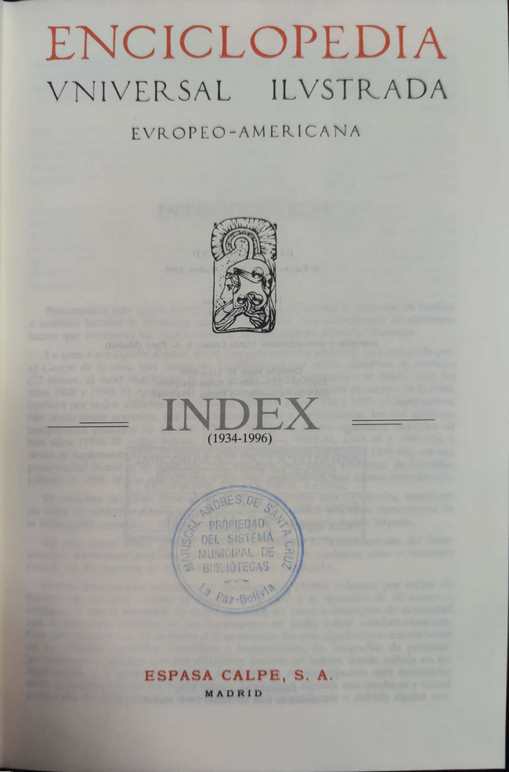 ENCICLOPEDIA
VNIVERSAL ILVSTRADA
EVROPEO-AMERICANA
INDEX
(1934-1996)
MARISCAL ANDRES DE SANTA CRUZ
PROPIEDAD
DEL SISTEMA
MUNICIPAL DE
BIBLIOTECAS
La Paz-Bolivia
ESPASA CALPE, S. A.
MADRID